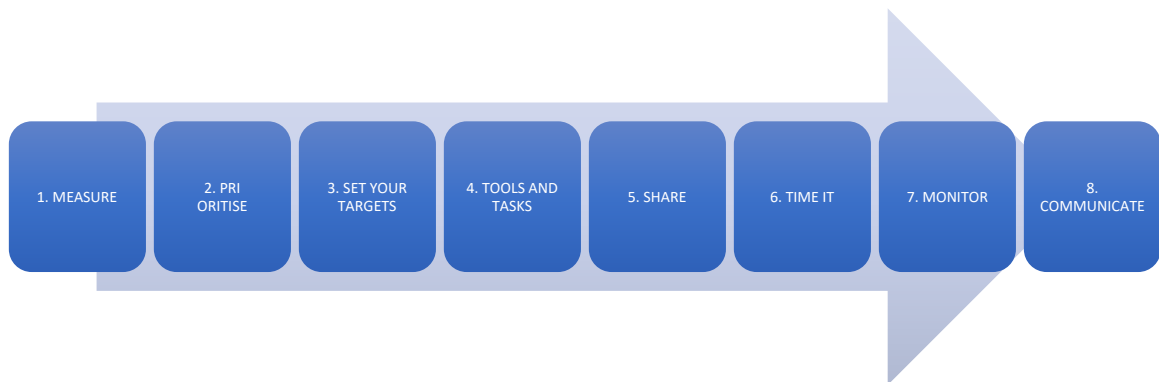 1. MEASURE
2. PRI
ORITISE
3. SET YOUR
TARGETS
4. TOOLS AND
TASKS
5. SHARE
6. TIME IT
7. MONITOR
8.
COMMUNICATE